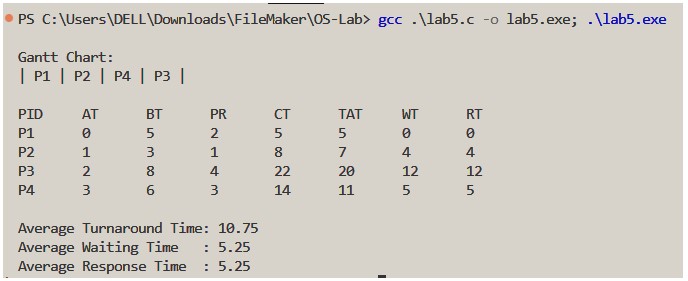 PS C:\Users\DELL\Downloads\FileMaker\OS-Lab> gcc .\lab5.c -o lab5.exe; .\lab5.exe
Gantt Chart:
| P1 | P2 | P4 | P3 |
PID AT BT PR CT TAT WT RT
P1 0 5 2 5 5 0 0
P2 1 3 1 8 7 4 4
P3 2 8 4 22 20 12 12
P4 3 6 3 14 11 5 5
Average Turnaround Time: 10.75
Average Waiting Time : 5.25
Average Response Time : 5.25